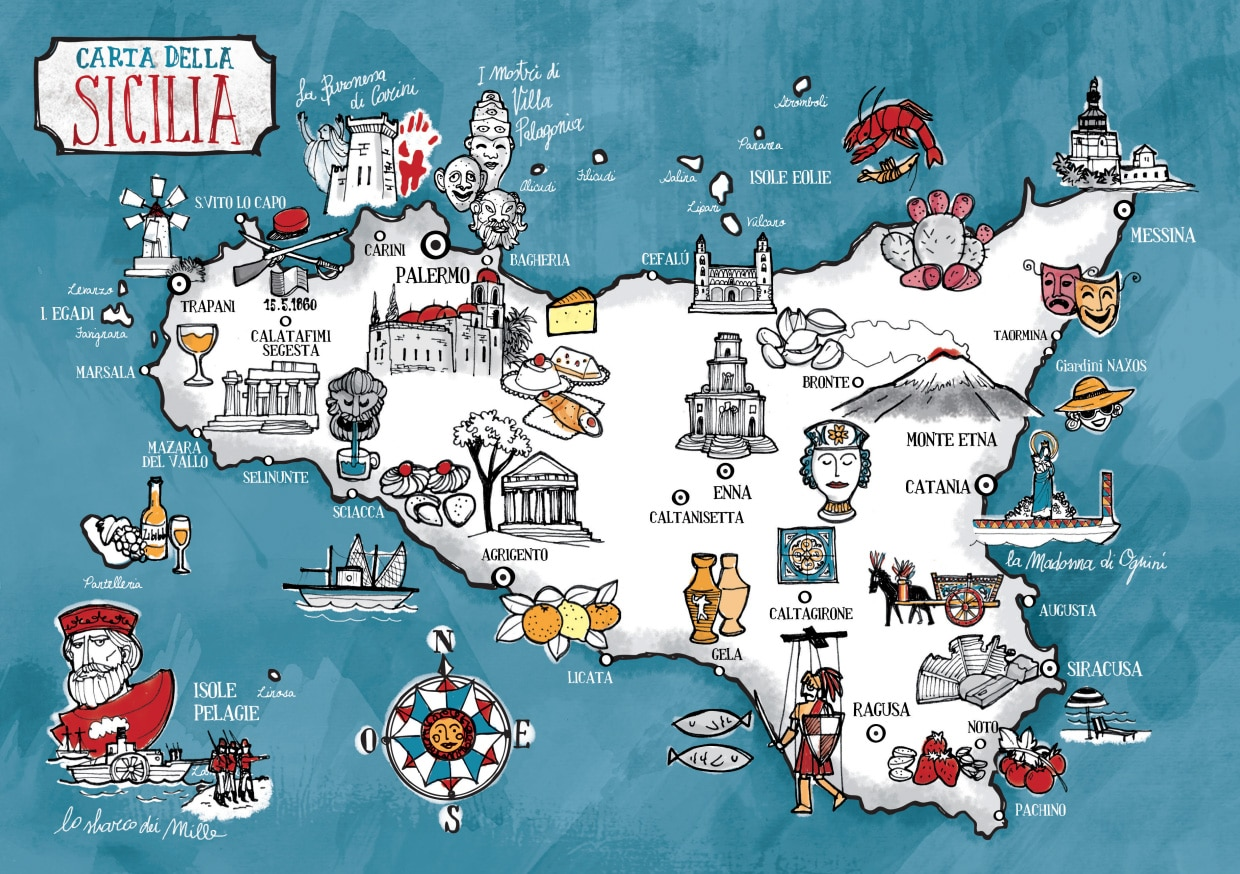 CARTA DELLA
SICILIA
La Baronessa
di Carini
I Mostri di
Villa
Palagonia
Stromboli
Panarea
Alicudi
Filicudi
Salina
ISOLE EOLIE
Lipari
Vulcano
S.VITO LO CAPO
CARINI
PALERMO
BAGHERIA
CEFALÚ
MESSINA
Levanzo
I. EGADI
Favignana
TRAPANI
15.5.1860
CALATAFIMI
SEGESTA
MARSALA
TAORMINA
Giardini NAXOS
BRONTE
MONTE ETNA
MAZARA
DEL VALLO
SELINUNTE
SCIACCA
ENNA
CALTANISETTA
CATANIA
Zibibbo
Pantelleria
AGRIGENTO
la Madonna di Ognini
CALTAGIRONE
AUGUSTA
GELA
LICATA
SIRACUSA
ISOLE
PELAGIE
Linosa
RAGUSA
NOTO
PACHINO
N
O
E
S
lo sbarco dei Mille